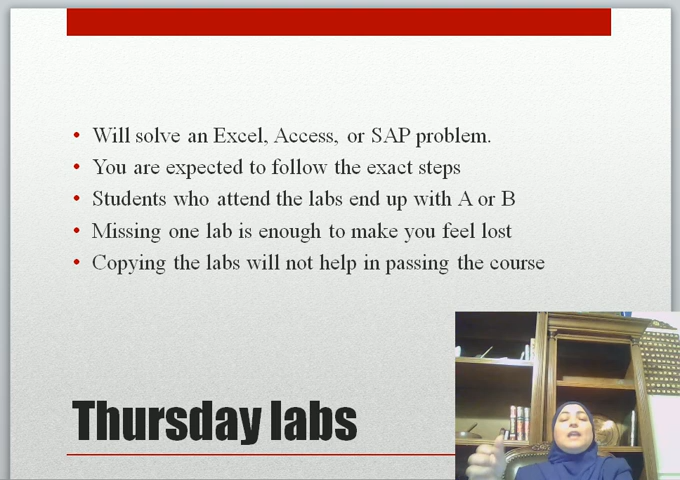 Will solve an Excel, Access, or SAP problem.
You are expected to follow the exact steps
Students who attend the labs end up with A or B
Missing one lab is enough to make you feel lost
Copying the labs will not help in passing the course
Thursday labs